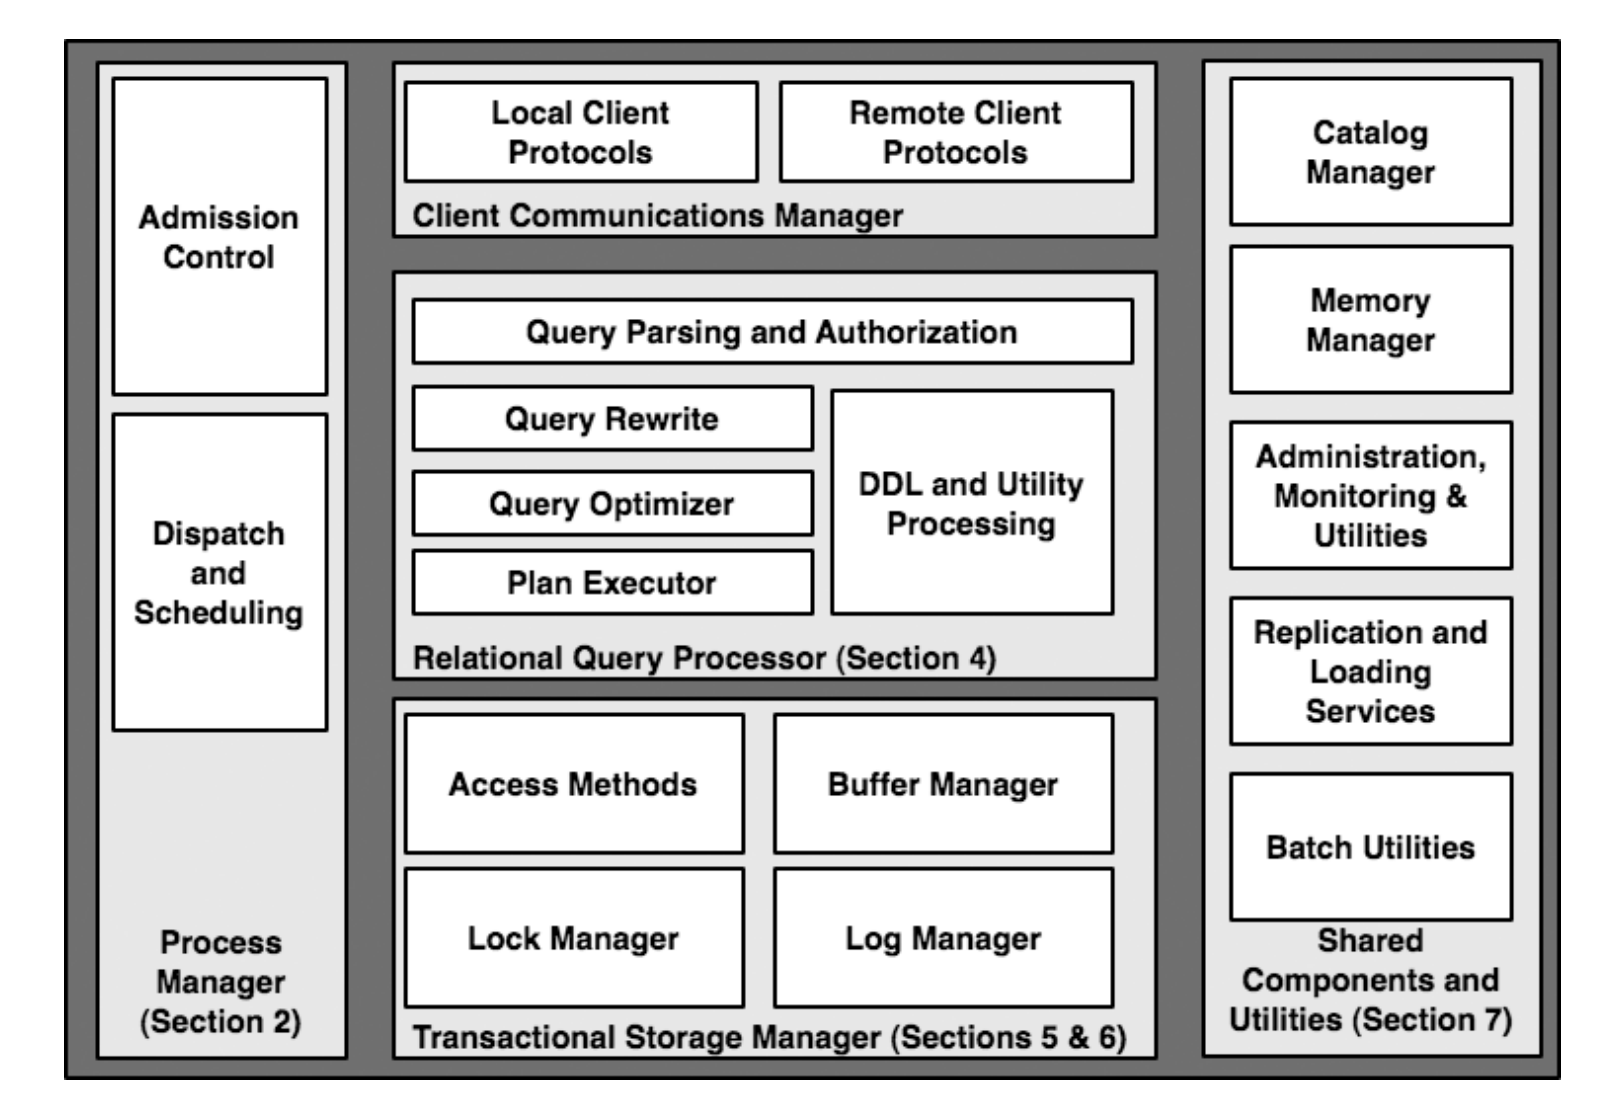 Admission
Control
Dispatch
and
Scheduling
Process
Manager
(Section 2)
Local Client
Protocols
Remote Client
Protocols
Client Communications Manager
Query Parsing and Authorization
Query Rewrite
Query Optimizer
Plan Executor
DDL and Utility
Processing
Relational Query Processor (Section 4)
Access Methods
Buffer Manager
Lock Manager
Log Manager
Transactional Storage Manager (Sections 5 & 6)
Catalog
Manager
Memory
Manager
Administration,
Monitoring &
Utilities
Replication and
Loading
Services
Batch Utilities
Shared
Components and
Utilities (Section 7)